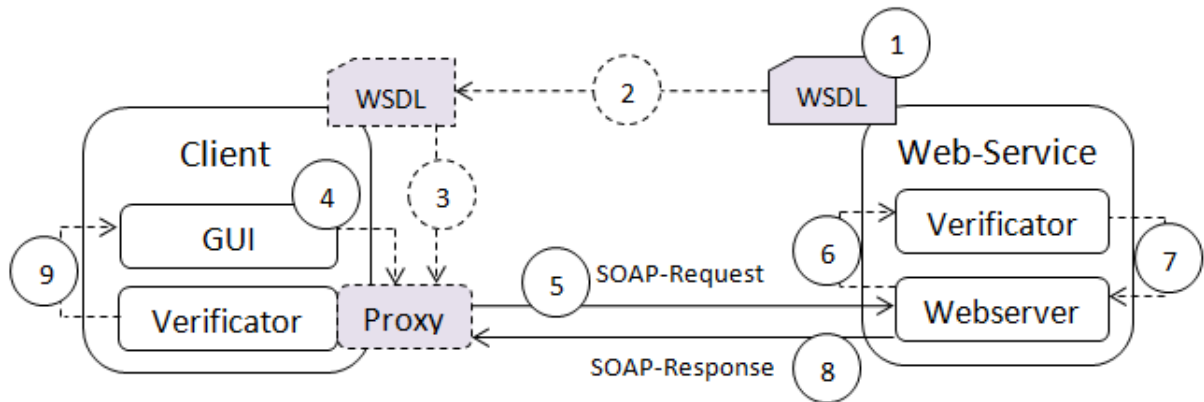 1
WSDL
2
WSDL
Client
Web-Service
4
3
GUI
Verificator
6
7
9
5
SOAP-Request
Verificator
Proxy
Webserver
SOAP-Response
8